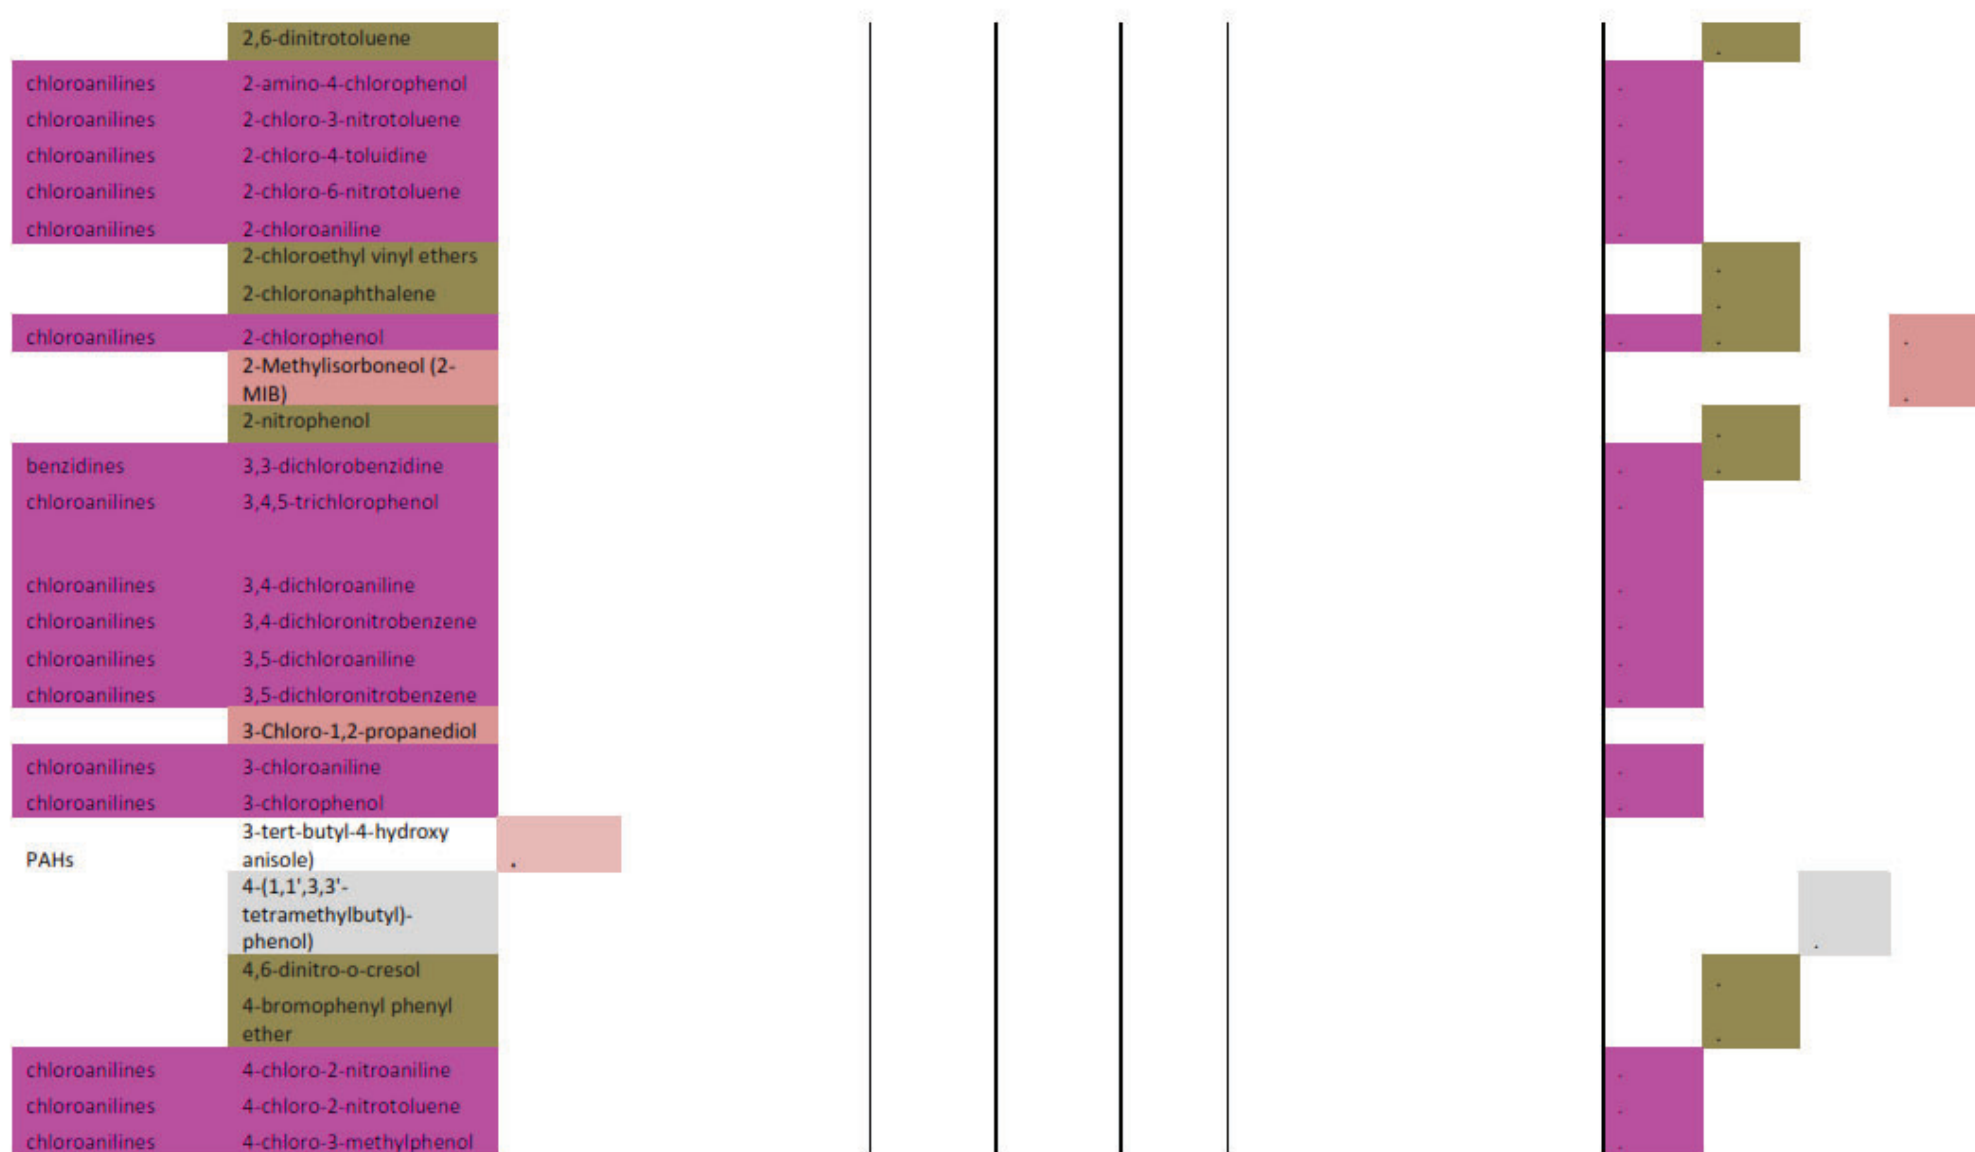 2,6-dinitrotoluene
.
chloroanilines 2-amino-4-chlorophenol .
chloroanilines 2-chloro-3-nitrotoluene .
chloroanilines 2-chloro-4-toluidine .
chloroanilines 2-chloro-6-nitrotoluene .
chloroanilines 2-chloroaniline .
2-chloroethyl vinyl ethers .
2-chloronaphthalene .
chloroanilines 2-chlorophenol . . .
2-Methylisorboneol (2-
MIB) .
2-nitrophenol .
benzidines 3,3-dichlorobenzidine . .
chloroanilines 3,4,5-trichlorophenol .
chloroanilines 3,4-dichloroaniline .
chloroanilines 3,4-dichloronitrobenzene .
chloroanilines 3,5-dichloroaniline .
chloroanilines 3,5-dichloronitrobenzene .
3-Chloro-1,2-propanediol
chloroanilines 3-chloroaniline .
chloroanilines 3-chlorophenol .
3-tert-butyl-4-hydroxy
PAHs anisole) .
4-(1,1',3,3'-
tetramethylbutyl)-
phenol) .
4,6-dinitro-o-cresol .
4-bromophenyl phenyl
ether .
chloroanilines 4-chloro-2-nitroaniline .
chloroanilines 4-chloro-2-nitrotoluene .
chloroanilines 4-chloro-3-methylphenol .